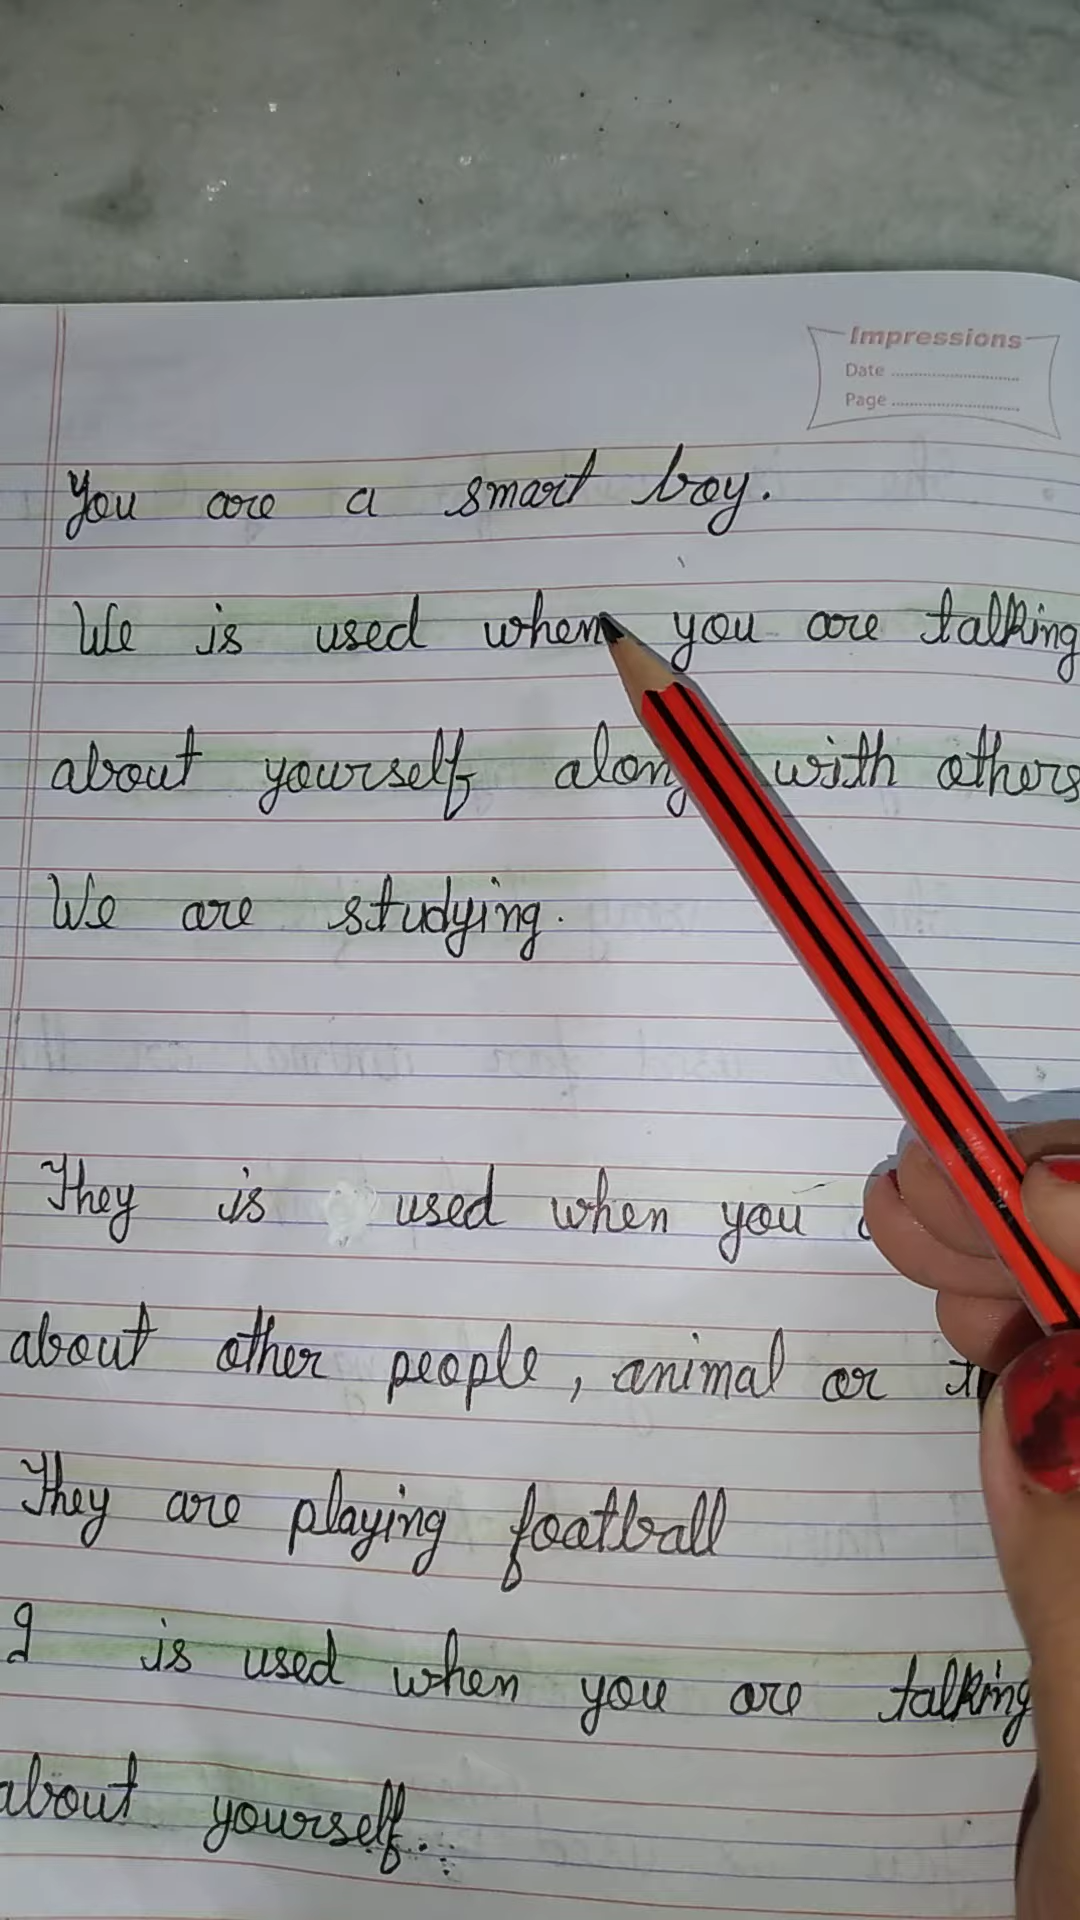 Impressions
Date
Page
You are a smart boy.
We is used when you are talking
about yourself along with others
We are studying.
They is used when you
about other people, animal or
They are playing football
I is used when you are talking
about yourself.